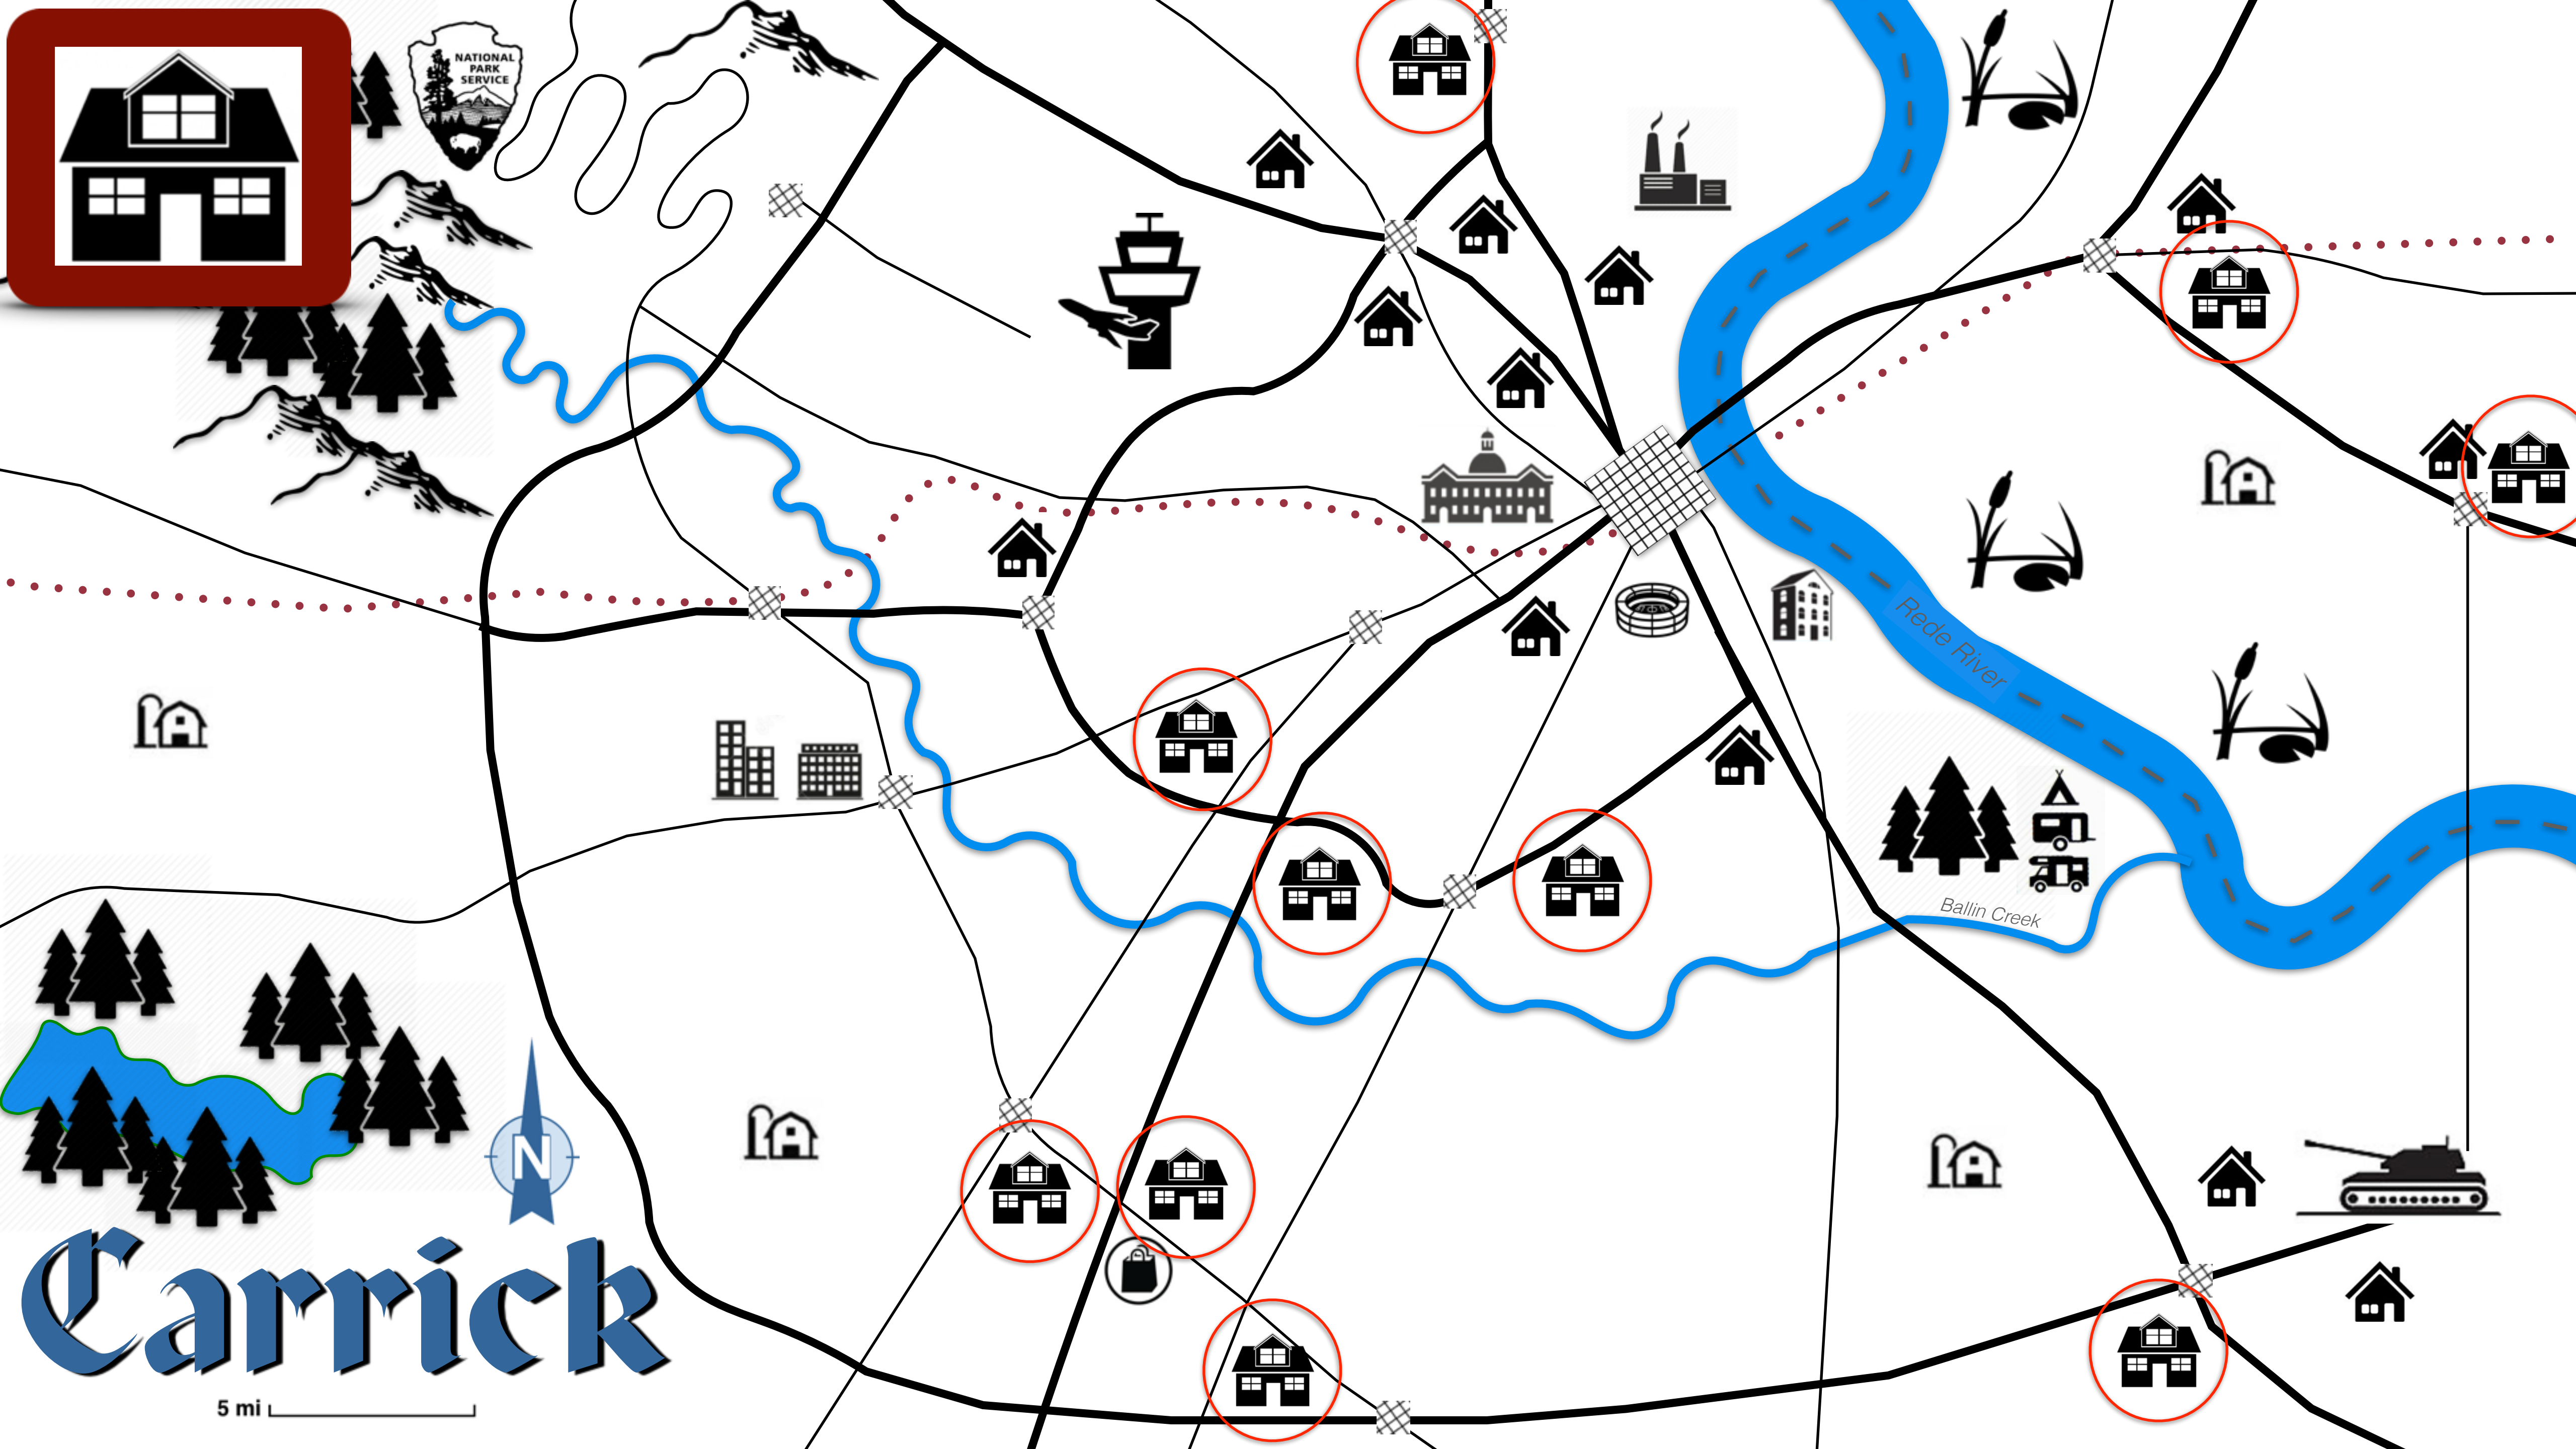 NATIONAL
PARK
SERVICE
Rede River
Ballin Creek
N
Carrick
5 mi